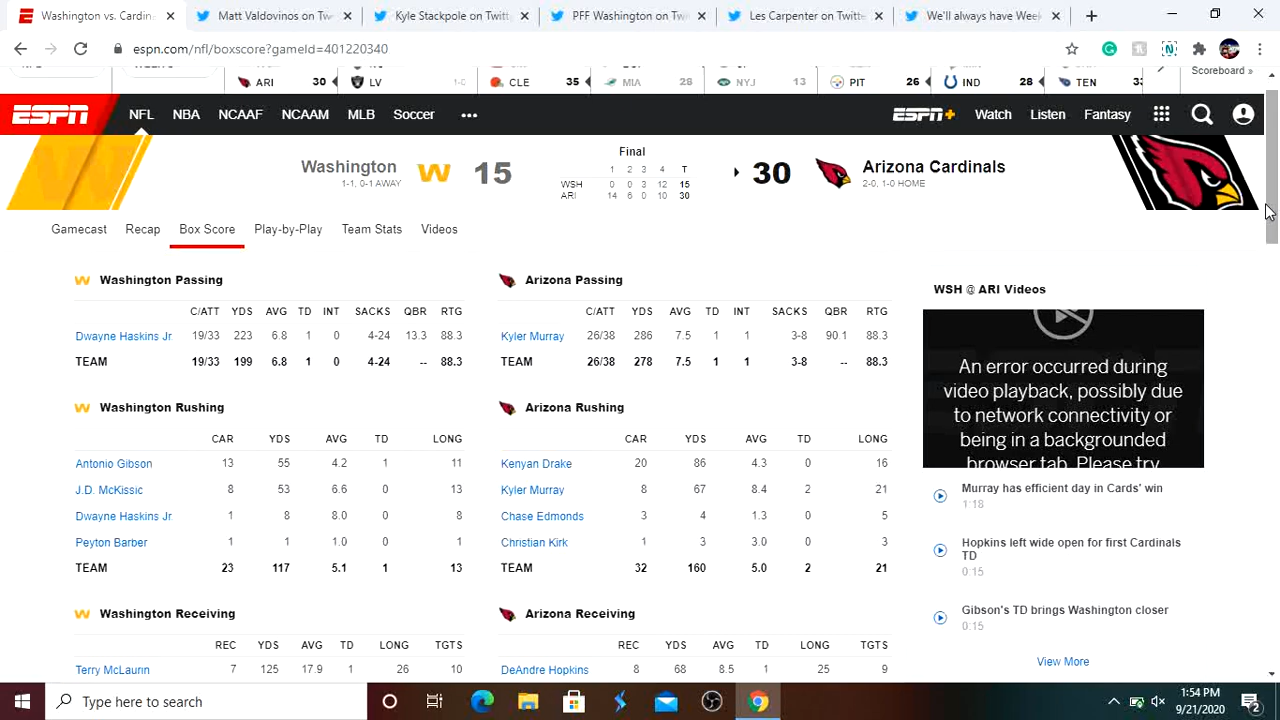 Washington vs. Cardin
Matt Valdovinos on Tw
Kyle Stackpole on Twitt
PFF Washington on Tw
Les Carpenter on Twitte
We'll always have Week
espn.com/nfl/boxscore?gameId=401220340
ARI 30
LV
CLE 35
MIA 28
NYJ 13
PIT 26
IND 28
TEN
Scoreboard »
ESPN NFL NBA NCAAF NCAAM MLB Soccer ••• ESPN+ Watch Listen Fantasy
Washington
1-1, 0-1 AWAY
W
15
Final
1 2 3 4 T
WSH 0 0 3 12 15
ARI 14 6 0 10 30
30
Arizona Cardinals
2-0, 1-0 HOME
Gamecast Recap Box Score Play-by-Play Team Stats Videos
Washington Passing
C/ATT YDS AVG TD INT SACKS QBR RTG
Dwayne Haskins Jr 19/33 223 6.8 1 0 4-24 13.3 88.3
TEAM 19/33 199 6.8 1 0 4-24 -- 88.3
Arizona Passing
C/ATT YDS AVG TD INT SACKS QBR RTG
Kyler Murray 26/38 286 7.5 1 1 3-8 90.1 88.3
TEAM 26/38 278 7.5 1 1 3-8 -- 88.3
Washington Rushing
CAR YDS AVG TD LONG
Antonio Gibson 13 55 4.2 1 11
J.D. McKissic 8 53 6.6 0 13
Dwayne Haskins Jr 1 8 8.0 0 8
Peyton Barber 1 1 1.0 0 1
TEAM 23 117 5.1 1 13
Arizona Rushing
CAR YDS AVG TD LONG
Kenyan Drake 20 86 4.3 0 16
Kyler Murray 8 67 8.4 2 21
Chase Edmonds 3 4 1.3 0 5
Christian Kirk 1 3 3.0 0 3
TEAM 32 160 5.0 2 21
Washington Receiving
REC YDS AVG TD LONG TGTS
Terry McLaurin 7 125 17.9 1 26 10
Arizona Receiving
REC YDS AVG TD LONG TGTS
DeAndre Hopkins 8 68 8.5 1 25 9
WSH @ ARI Videos
An error occurred during
video playback, possibly due
to network connectivity or
being in a backgrounded
browser tab. Please try
Murray has efficient day in Cards' win
1:18
Hopkins left wide open for first Cardinals
TD
0:15
Gibson's TD brings Washington closer
0:15
View More
Type here to search
1:54 PM
9/21/2020
2